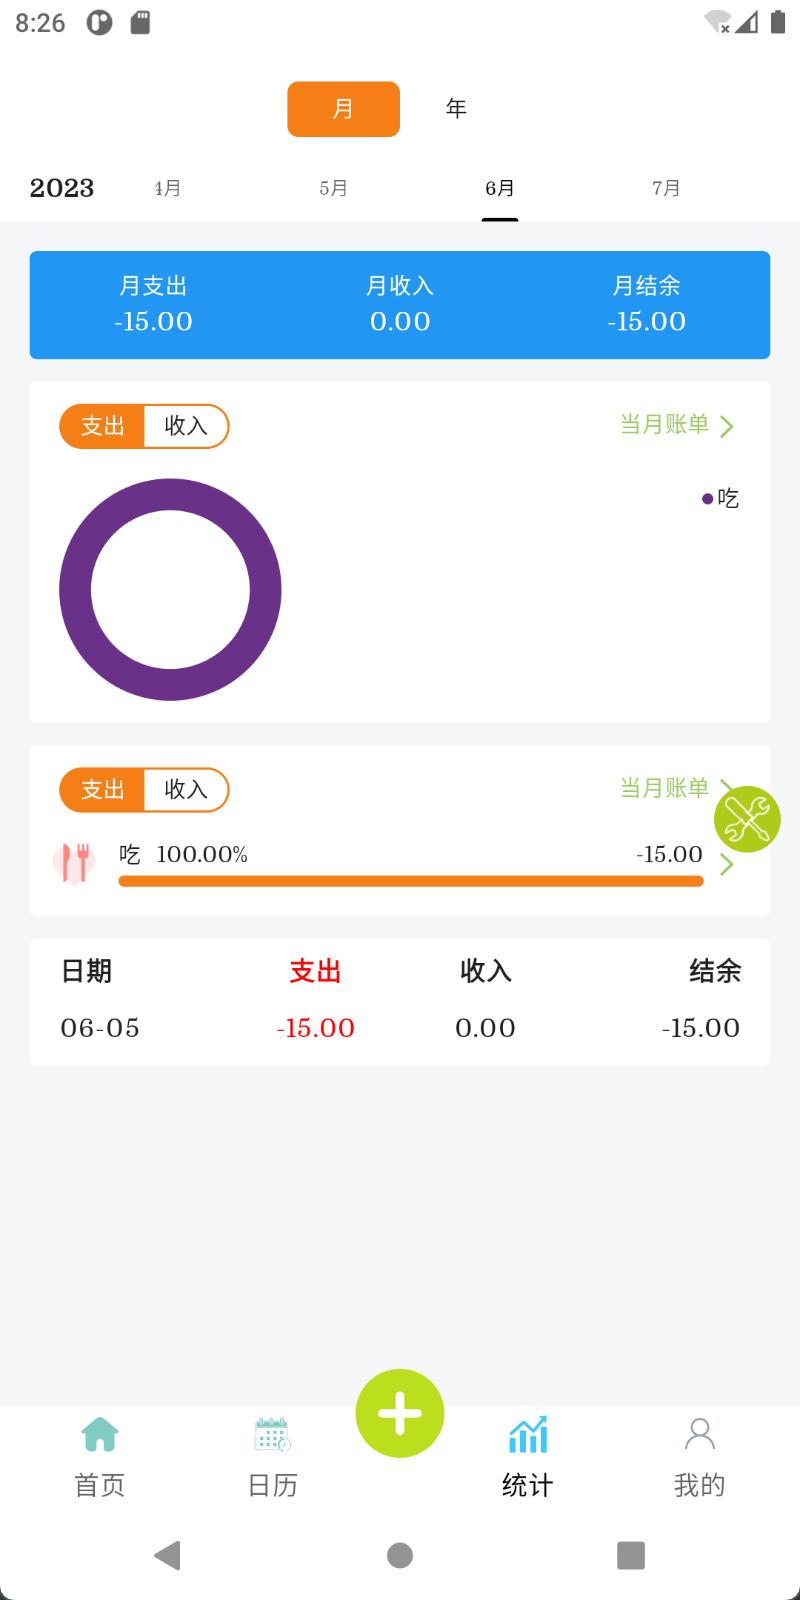 8:26
月 年
2023 4月 5月 6月 7月
月支出 月收入 月结余
-15.00 0.00 -15.00
支出 收入 当月账单
吃
支出 收入 当月账单
吃 100.00% -15.00
日期 支出 收入 结余
06-05 -15.00 0.00 -15.00
首页 日历 统计 我的